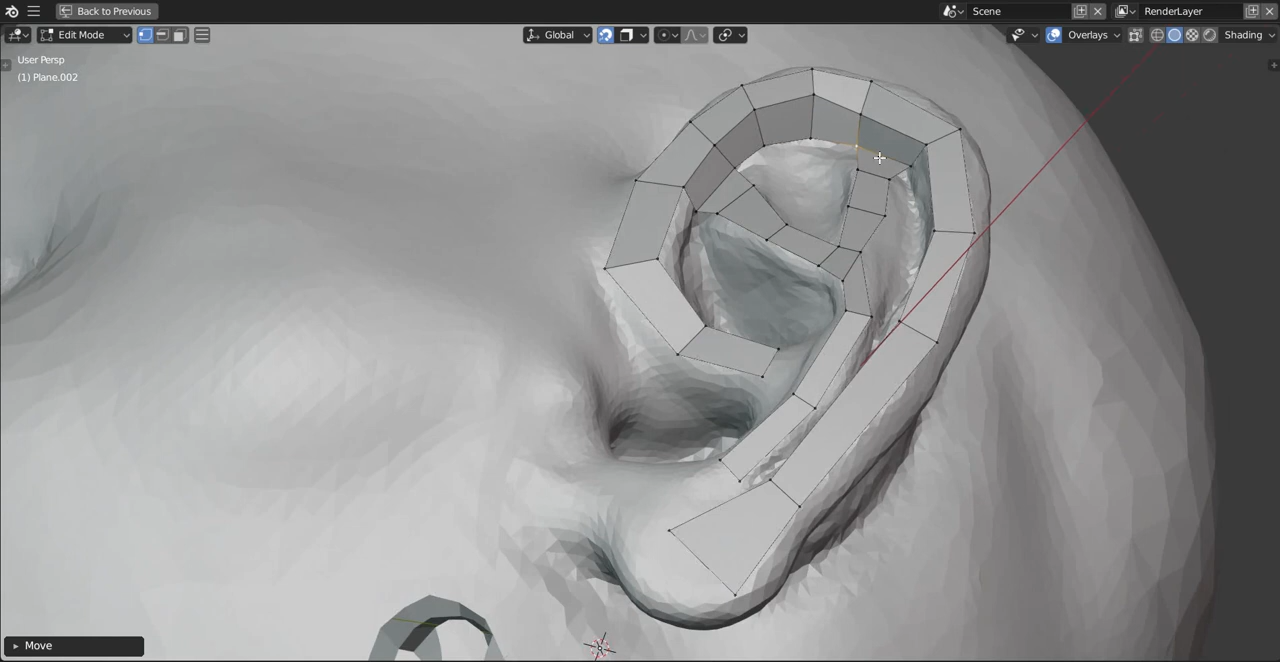 Back to Previous
Scene
RenderLayer
Edit Mode
Global
Overlays
Shading
User Persp
(1) Plane.002
Move